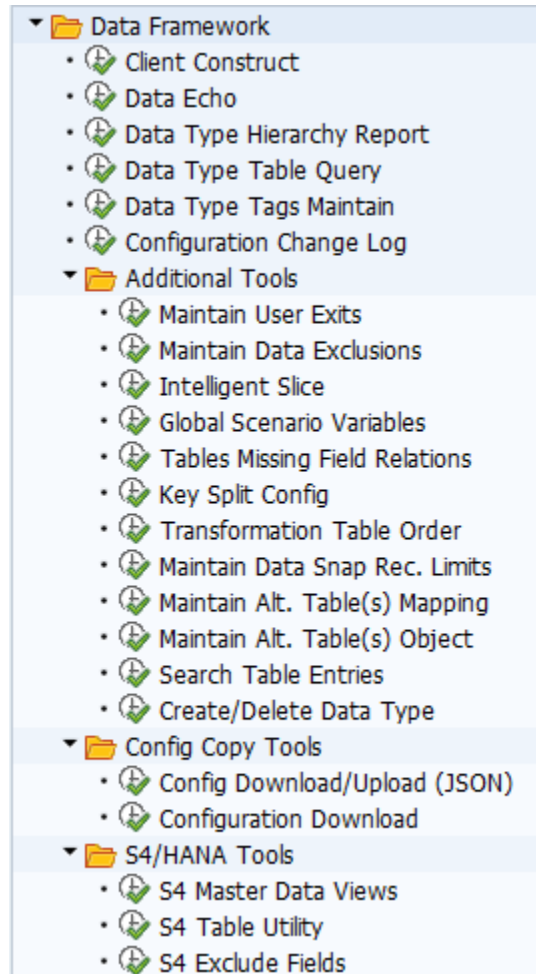 Data Framework
Client Construct
Data Echo
Data Type Hierarchy Report
Data Type Table Query
Data Type Tags Maintain
Configuration Change Log
Additional Tools
Maintain User Exits
Maintain Data Exclusions
Intelligent Slice
Global Scenario Variables
Tables Missing Field Relations
Key Split Config
Transformation Table Order
Maintain Data Snap Rec. Limits
Maintain Alt. Table(s) Mapping
Maintain Alt. Table(s) Object
Search Table Entries
Create/Delete Data Type
Config Copy Tools
Config Download/Upload (JSON)
Configuration Download
S4/HANA Tools
S4 Master Data Views
S4 Table Utility
S4 Exclude Fields